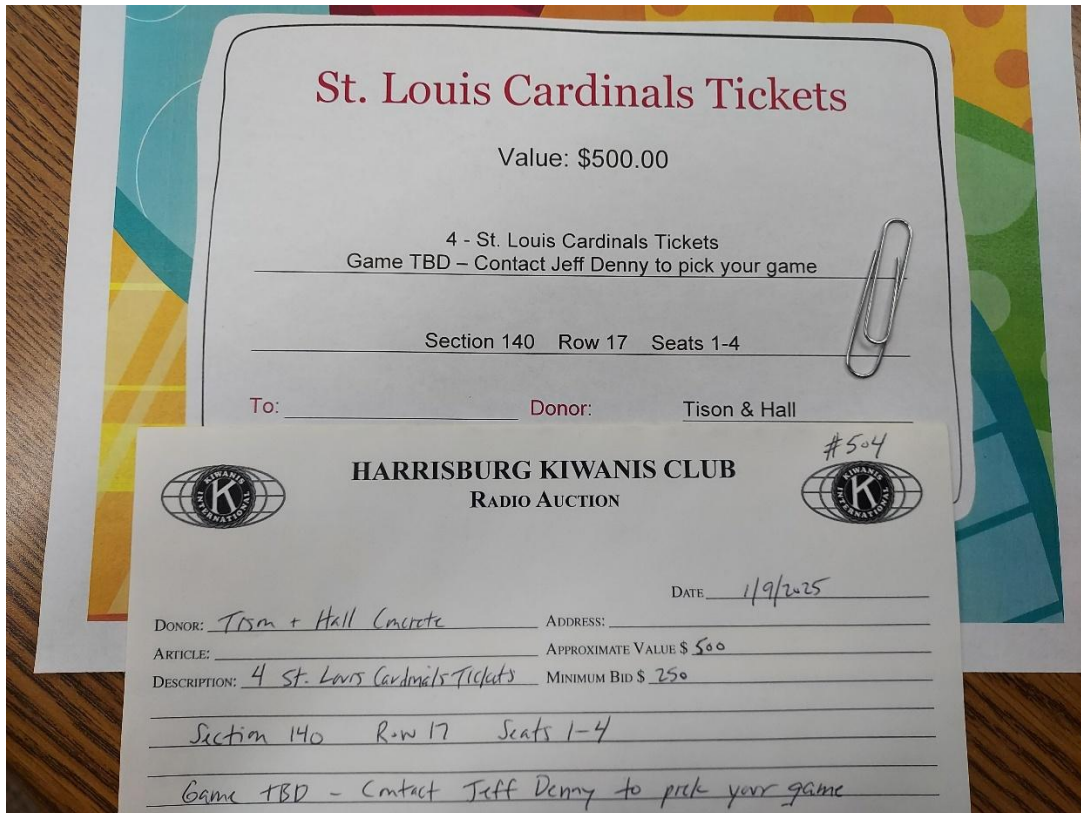 St. Louis Cardinals Tickets
Value: $500.00
4 - St. Louis Cardinals Tickets
Game TBD – Contact Jeff Denny to pick your game
Section 140 Row 17 Seats 1-4
To: Donor: Tison & Hall
#504
HARRISBURG KIWANIS CLUB
RADIO AUCTION
KIWANIS
K
INTERNATIONAL
KIWANIS
K
INTERNATIONAL
DATE 1/9/2025
DONOR: Tison + Hall Concrete ADDRESS:
ARTICLE: APPROXIMATE VALUE $ 500
DESCRIPTION: 4 St. Louis Cardinals Tickets MINIMUM BID $ 250
Section 140 Row 17 Seats 1-4
Game TBD - Contact Jeff Denny to pick your game